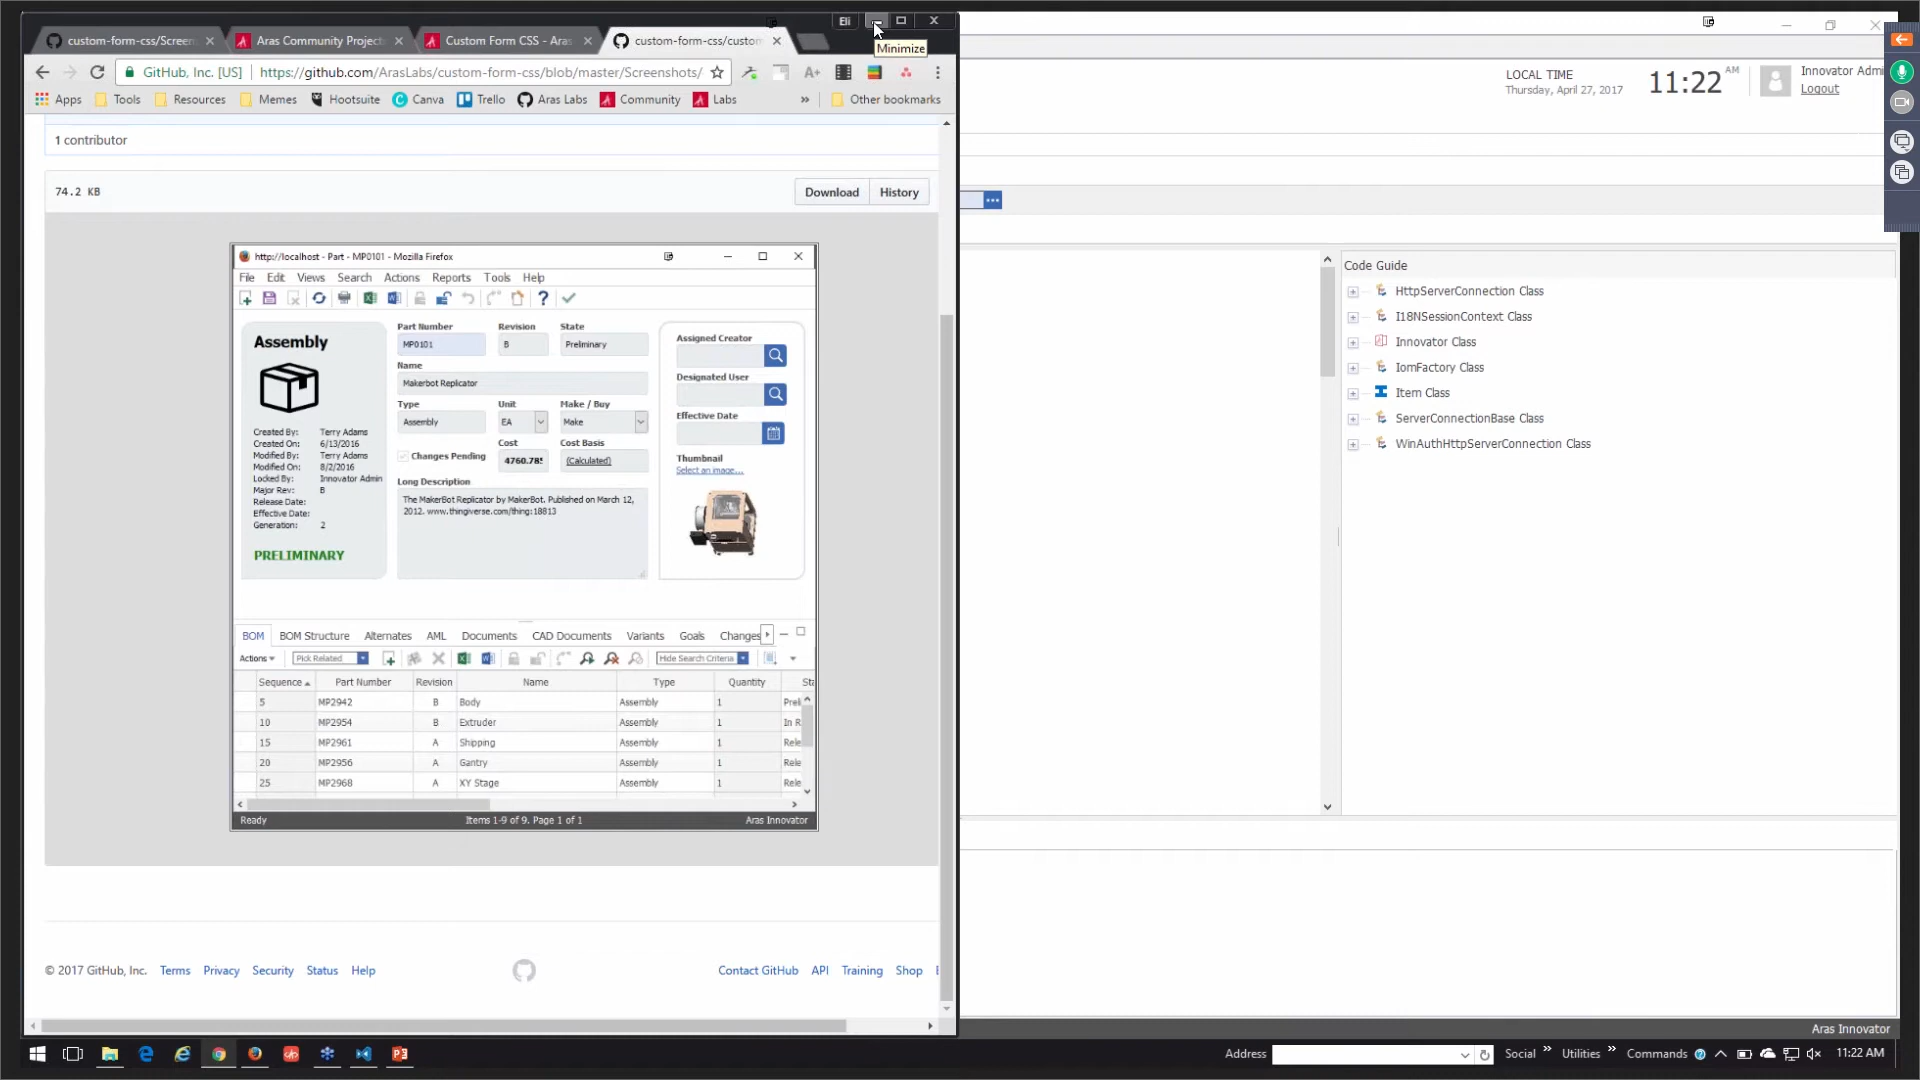 Eli
custom-form-css/Screen
Aras Community Projects
Custom Form CSS - Aras
custom-form-css/custom
Minimize
GitHub, Inc. [US]
https://github.com/ArasLabs/custom-form-css/blob/master/Screenshots/
A+
Apps
Tools
Resources
Memes
Hootsuite
Canva
Trello
Aras Labs
Community
Labs
»
Other bookmarks
LOCAL TIME
Thursday, April 27, 2017
11:22 AM
Innovator Admi
Logout
1 contributor
74.2 KB
Download
History
http://localhost - Part - MP0101 - Mozilla Firefox
File Edit Views Search Actions Reports Tools Help
Assembly
Created By: Terry Adams
Created On: 6/13/2016
Modified By: Terry Adams
Modified On: 8/2/2016
Locked By: Innovator Admin
Major Rev: B
Release Date:
Effective Date:
Generation: 2
PRELIMINARY
Part Number Revision State
MP0101 B Preliminary
Name
Makerbot Replicator
Type Unit Make / Buy
Assembly EA Make
Cost Cost Basis
Changes Pending 4760.785 (Calculated)
Long Description
The MakerBot Replicator by MakerBot. Published on March 12,
2012. www.thingiverse.com/thing:18813
Assigned Creator
Designated User
Effective Date
Thumbnail
Select an image...
BOM BOM Structure Alternates AML Documents CAD Documents Variants Goals Changes
Actions Pick Related Hide Search Criteria
Sequence Part Number Revision Name Type Quantity Sta
5 MP2942 B Body Assembly 1 Preli
10 MP2954 B Extruder Assembly 1 In R
15 MP2961 A Shipping Assembly 1 Rele
20 MP2956 A Gantry Assembly 1 Rele
25 MP2968 A XY Stage Assembly 1 Rele
Ready Items 1-9 of 9. Page 1 of 1 Aras Innovator
© 2017 GitHub, Inc. Terms Privacy Security Status Help
Contact GitHub API Training Shop
Code Guide
HttpServerConnection Class
I18NSessionContext Class
Innovator Class
IomFactory Class
Item Class
ServerConnectionBase Class
WinAuthHttpServerConnection Class
Aras Innovator
Address
Social »
Utilities »
Commands
11:22 AM